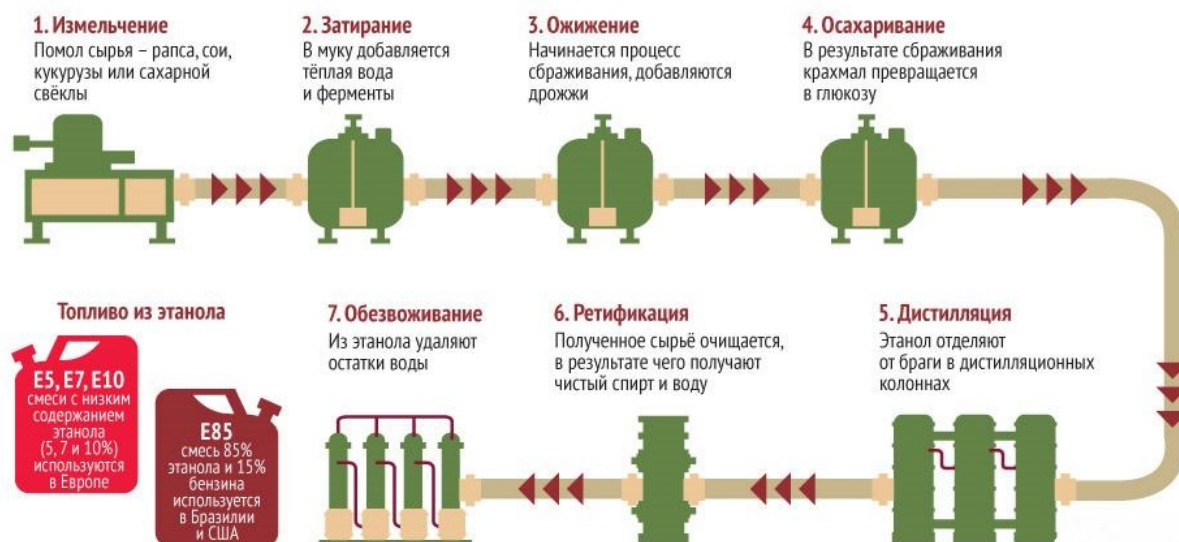 1. Измельчение
Помол сырья – рапса, сои,
кукурузы или сахарной
свёклы
2. Затирание
В муку добавляется
тёплая вода
и ферменты
3. Ожижение
Начинается процесс
сбраживания, добавляются
дрожжи
4. Осахаривание
В результате сбраживания
крахмал превращается
в глюкозу
5. Дистилляция
Этанол отделяют
от браги в дистилляционных
колоннах
6. Ретификация
Полученное сырьё очищается,
в результате чего получают
чистый спирт и воду
7. Обезвоживание
Из этанола удаляют
остатки воды
Топливо из этанола
E5, E7, E10
смеси с низким
содержанием
этанола
(5, 7 и 10%)
используются
в Европе
E85
смесь 85%
этанола и 15%
бензина
используется
в Бразилии
и США